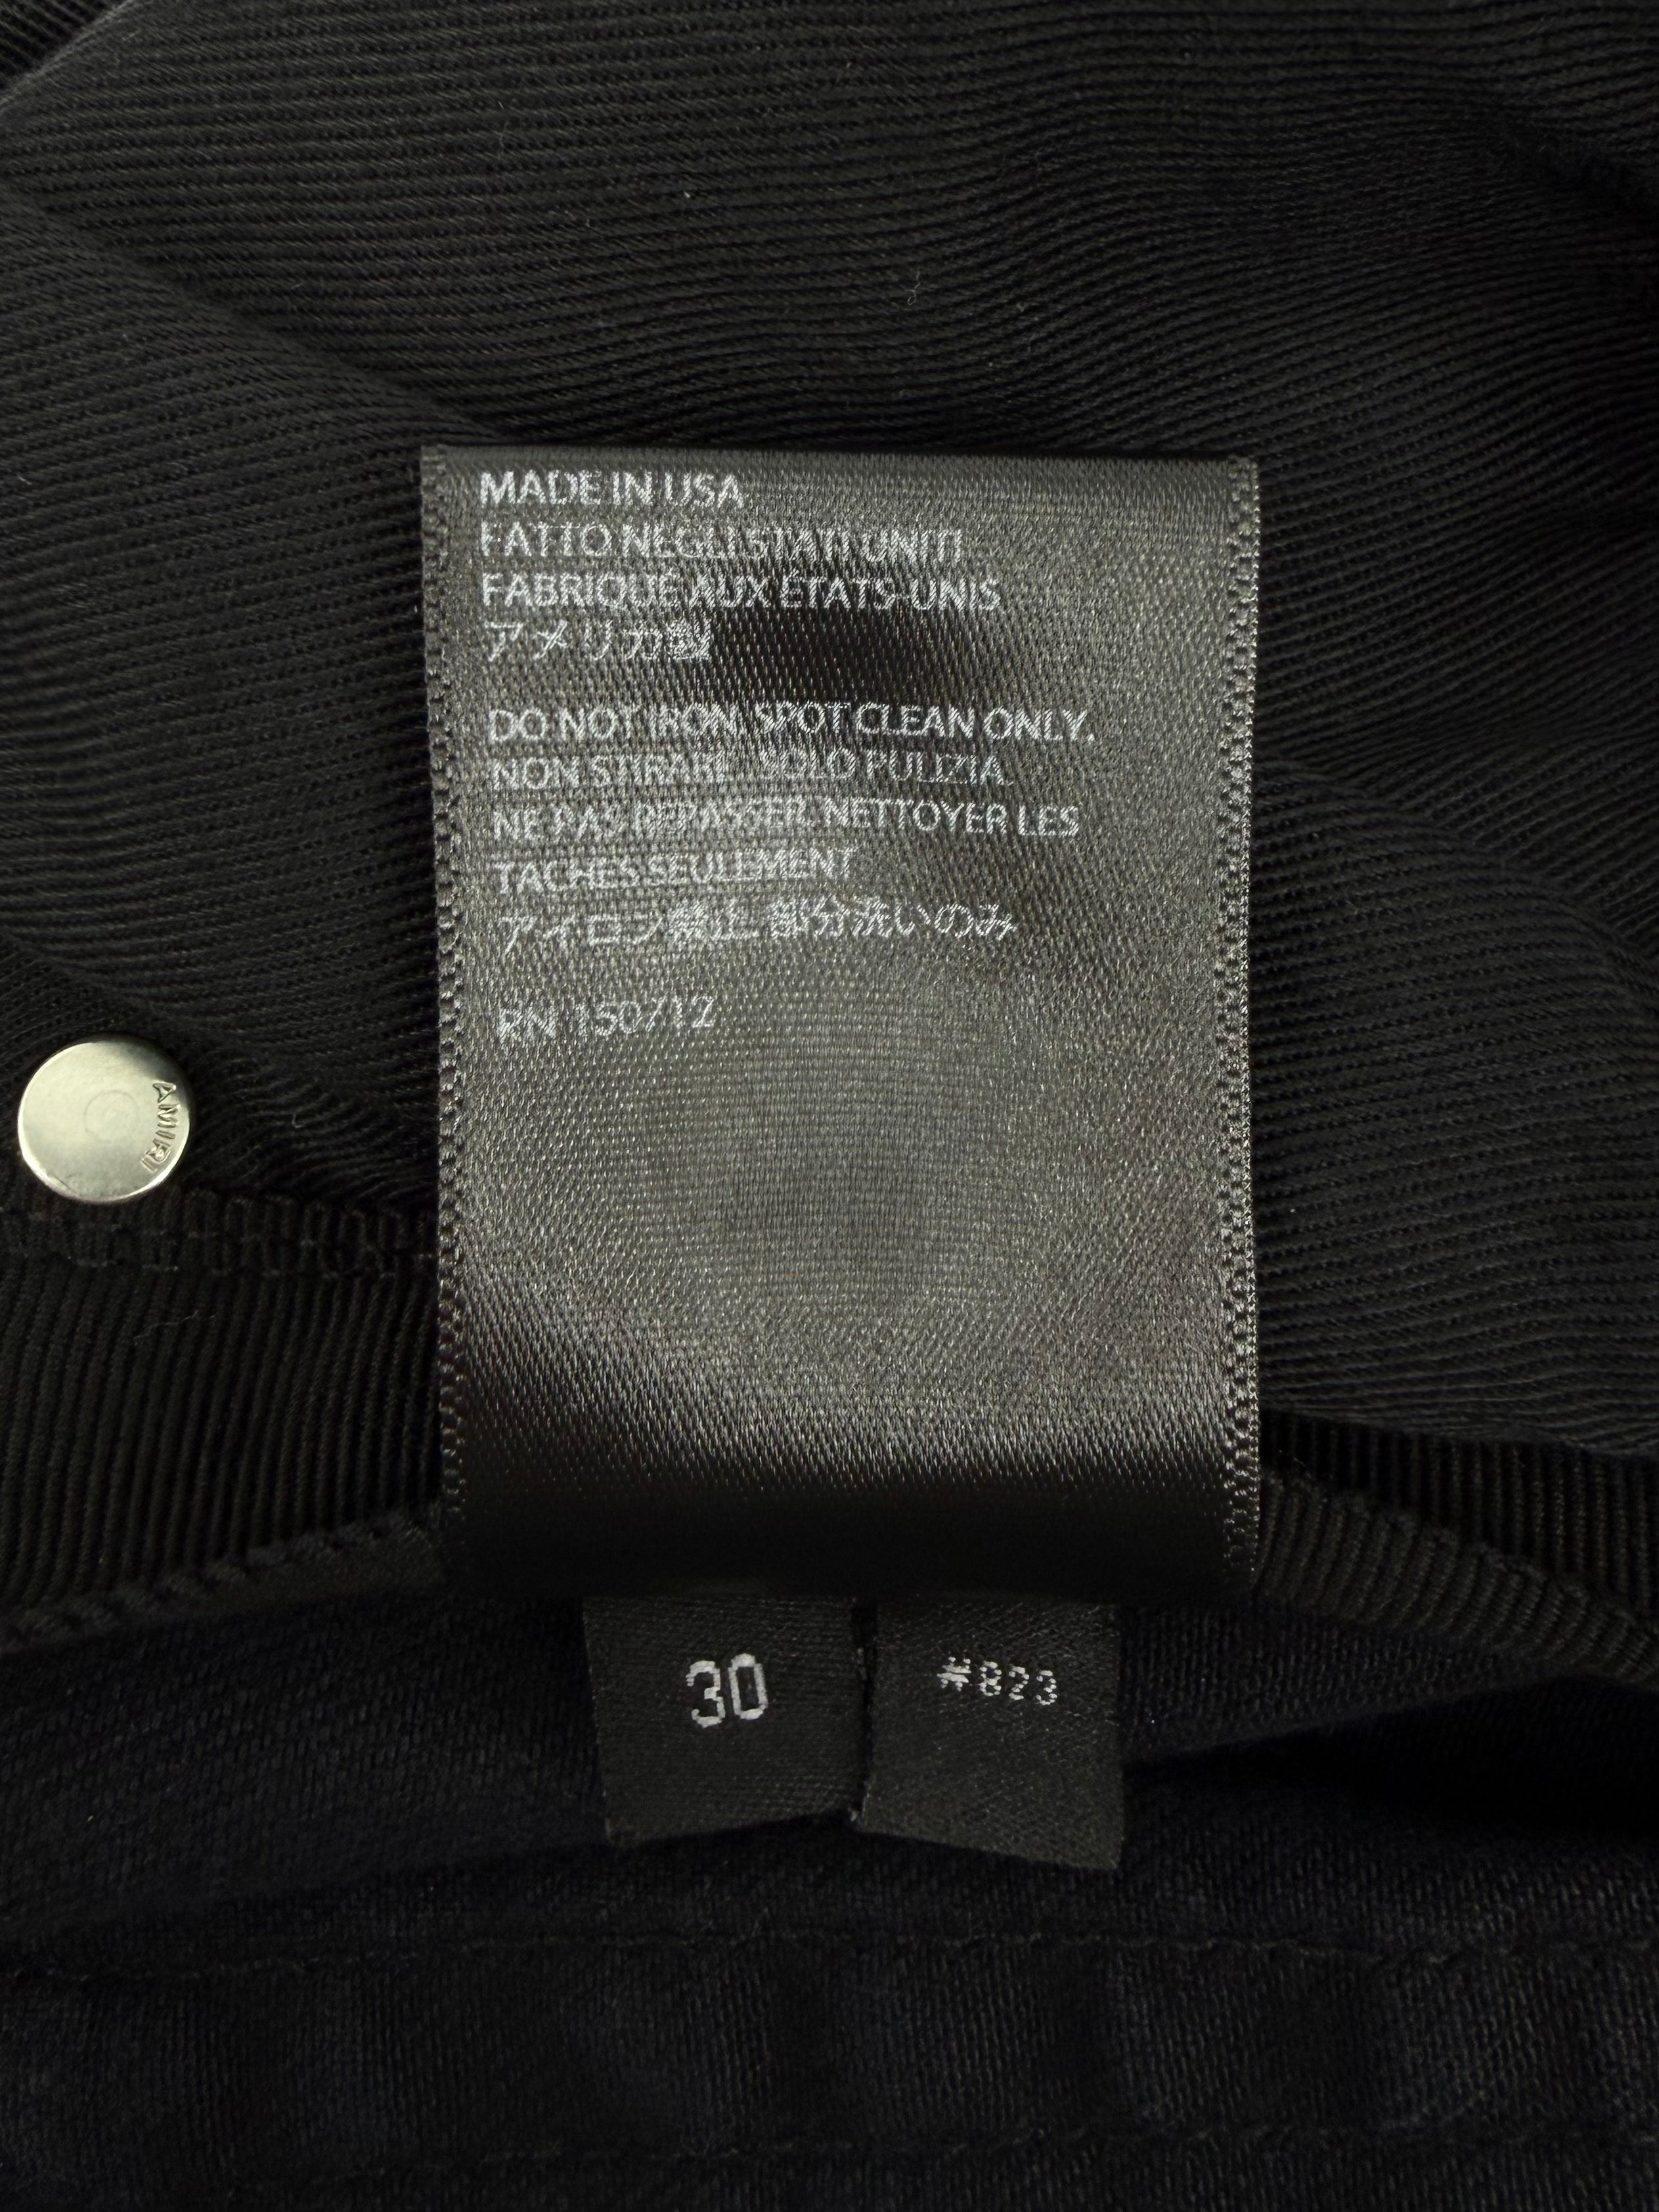 MADE IN USA
FATTO NEGLI STATI UNITI
FABRIQUÉ AUX ÉTATS-UNIS
アメリカ製
DO NOT IRON. SPOT CLEAN ONLY.
NON STIRARE. SOLO PULIZIA
NE PAS REPASSER. NETTOYER LES
TACHES SEULEMENT
アイロン禁止 部分洗いのみ
RN 150712
AMIRI
30
#823